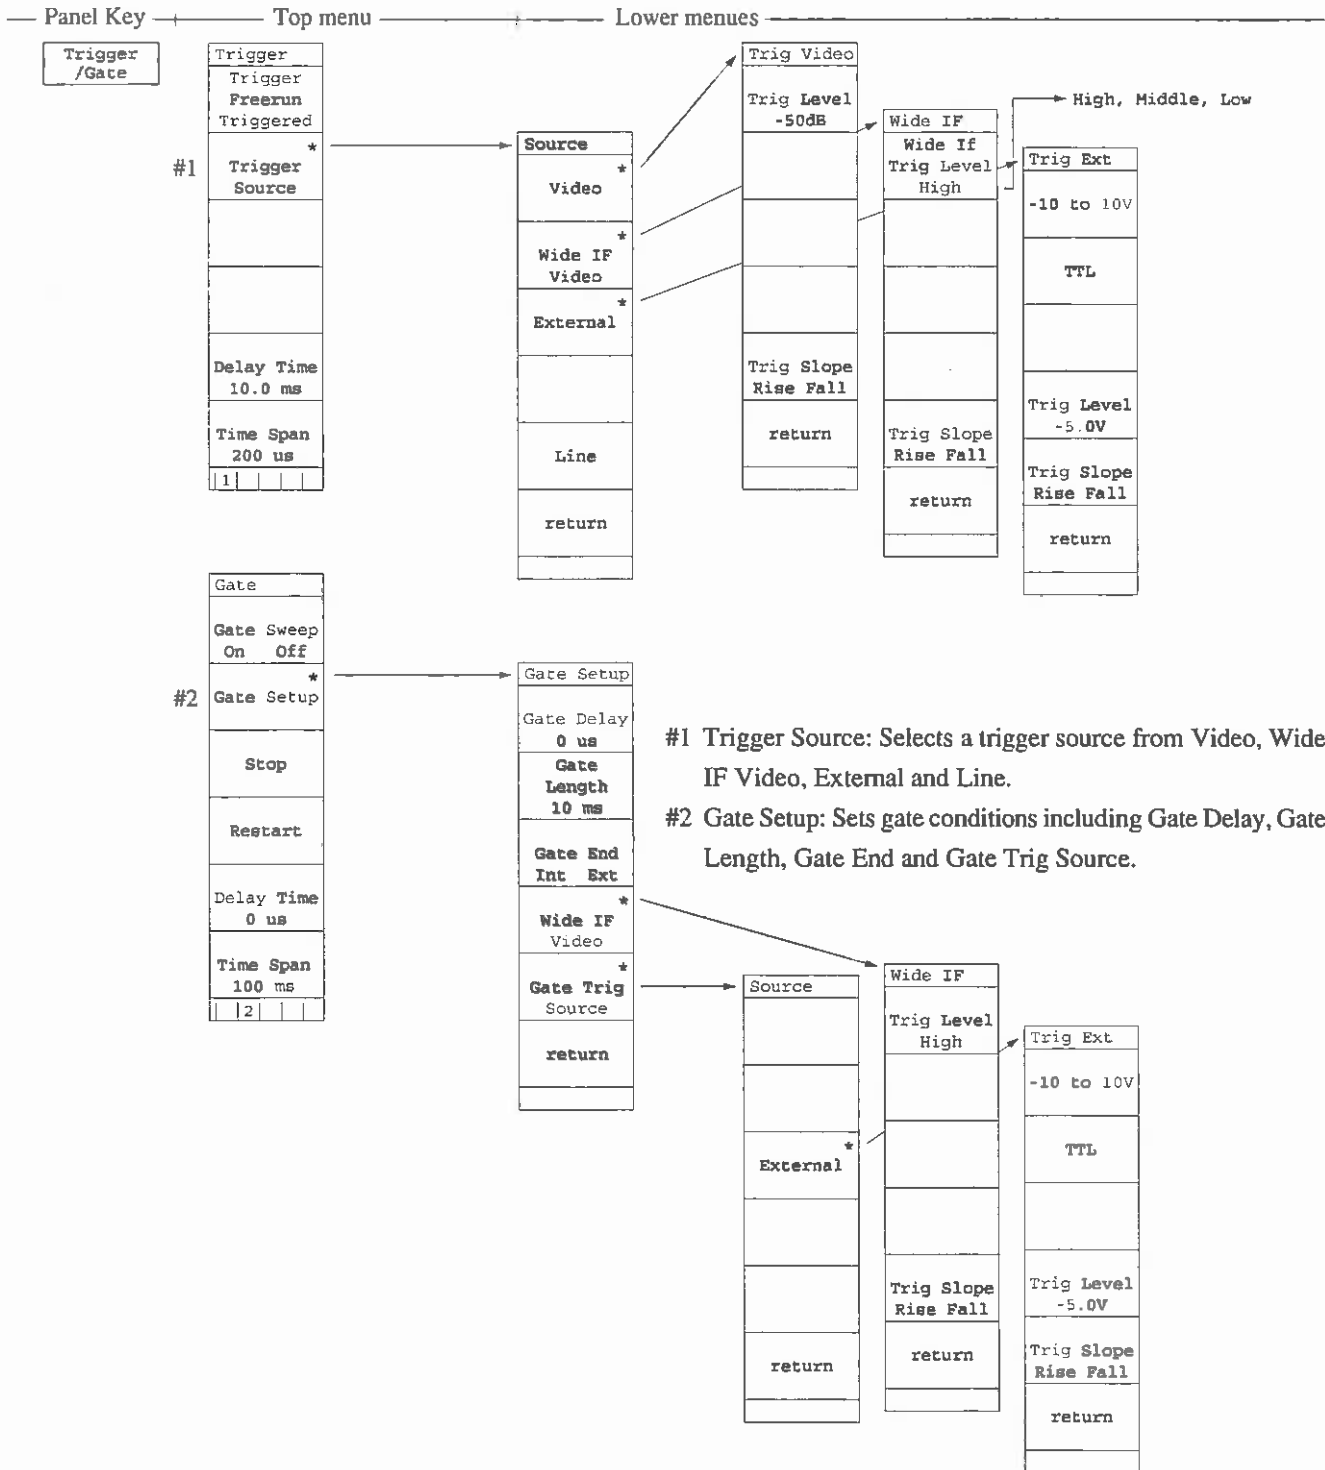 Panel Key
Top menu
Lower menues
Trigger
/Gate
Trigger
Trigger
Freerun
Triggered
#1
*
Trigger
Source
Delay Time
10.0 ms
Time Span
200 us
1
Source
*
Video
*
Wide IF
Video
*
External
Line
return
Trig Video
Trig Level
-50dB
Trig Slope
Rise Fall
return
Wide IF
Wide If
Trig Level
High
Trig Slope
Rise Fall
return
High, Middle, Low
Trig Ext
-10 to 10V
TTL
Trig Level
-5.0V
Trig Slope
Rise Fall
return
Gate
Gate Sweep
On Off
#2
*
Gate Setup
Stop
Restart
Delay Time
0 us
Time Span
100 ms
2
Gate Setup
Gate Delay
0 us
Gate
Length
10 ms
Gate End
Int Ext
*
Wide IF
Video
*
Gate Trig
Source
return
#1 Trigger Source: Selects a trigger source from Video, Wide
IF Video, External and Line.
#2 Gate Setup: Sets gate conditions including Gate Delay, Gate
Length, Gate End and Gate Trig Source.
Source
*
External
return
Wide IF
Trig Level
High
Trig Slope
Rise Fall
return
Trig Ext
-10 to 10V
TTL
Trig Level
-5.0V
Trig Slope
Rise Fall
return